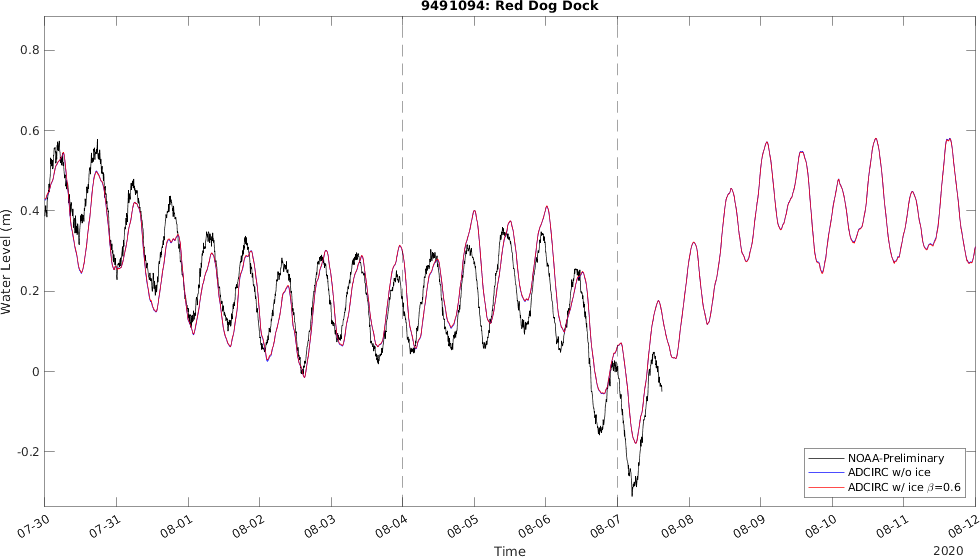 9491094: Red Dog Dock
Water Level (m)
0.8
0.6
0.4
0.2
0
-0.2
NOAA-Preliminary
ADCIRC w/o ice
ADCIRC w/ ice β=0.6
07-30 07-31 08-01 08-02 08-03 08-04 08-05 08-06 08-07 08-08 08-09 08-10 08-11 08-12
Time
2020